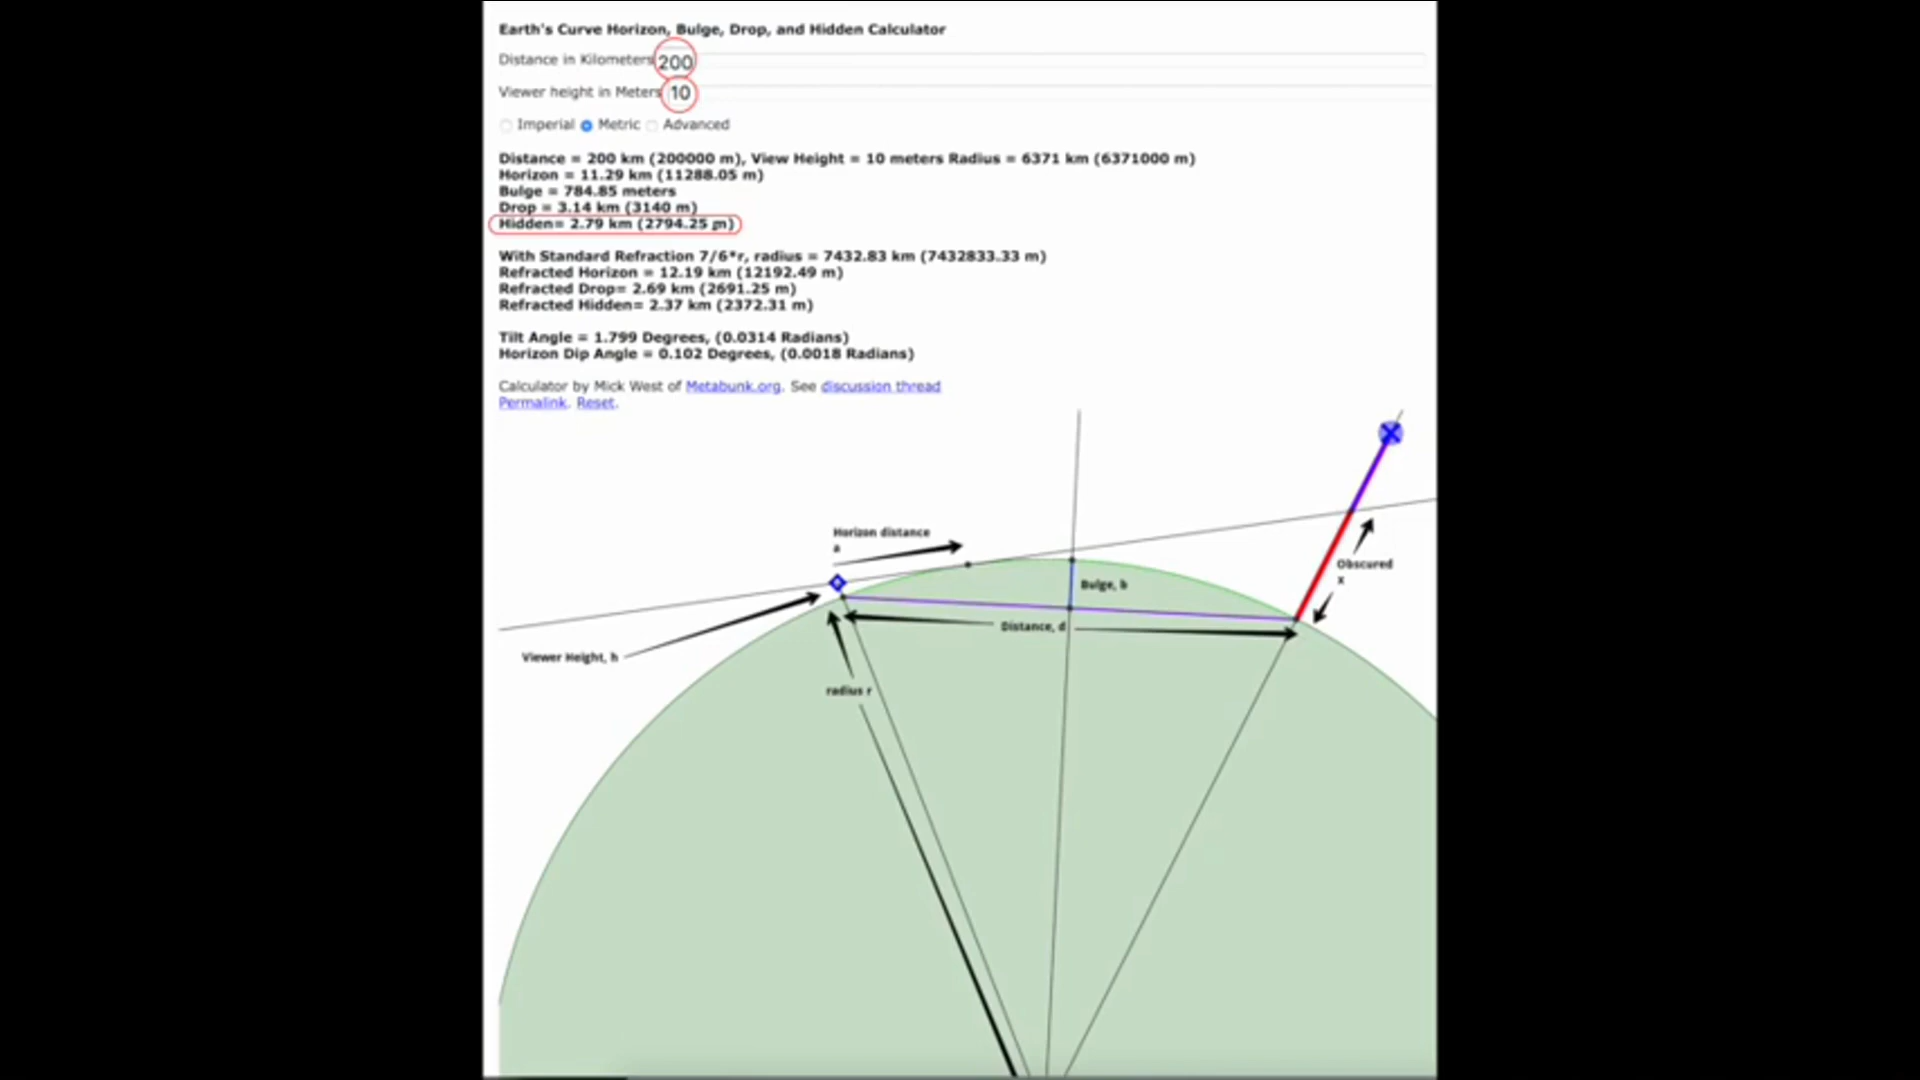 Earth's Curve Horizon, Bulge, Drop, and Hidden Calculator
Distance in Kilometers 200
Viewer height in Meters 10
Imperial Metric Advanced
Distance = 200 km (200000 m), View Height = 10 meters Radius = 6371 km (6371000 m)
Horizon = 11.29 km (11288.05 m)
Bulge = 784.85 meters
Drop = 3.14 km (3140 m)
Hidden= 2.79 km (2794.25 m)
With Standard Refraction 7/6*r, radius = 7432.83 km (7432833.33 m)
Refracted Horizon = 12.19 km (12192.49 m)
Refracted Drop= 2.69 km (2691.25 m)
Refracted Hidden= 2.37 km (2372.31 m)
Tilt Angle = 1.799 Degrees, (0.0314 Radians)
Horizon Dip Angle = 0.102 Degrees, (0.0018 Radians)
Calculator by Mick West of Metabunk.org. See discussion thread
Permalink. Reset.
Horizon distance
a
Obscured
x
Bulge, b
Distance, d
Viewer Height, h
radius r